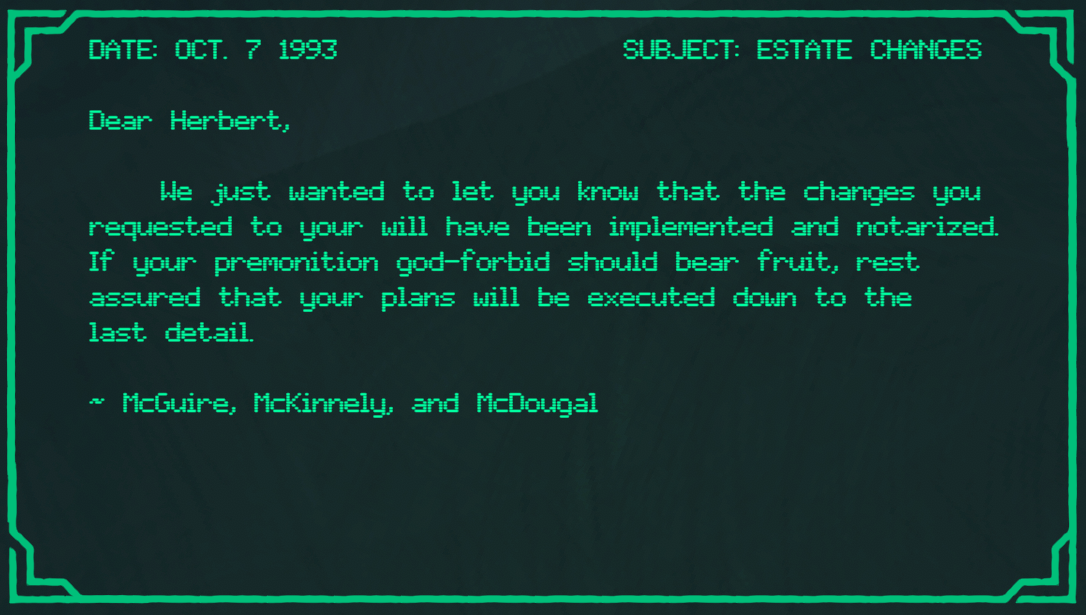 DATE: OCT. 7 1993 SUBJECT: ESTATE CHANGES
Dear Herbert,
We just wanted to let you know that the changes you
requested to your will have been implemented and notarized.
If your premonition god-forbid should bear fruit, rest
assured that your plans will be executed down to the
last detail.
~ McGuire, McKinnely, and McDougal